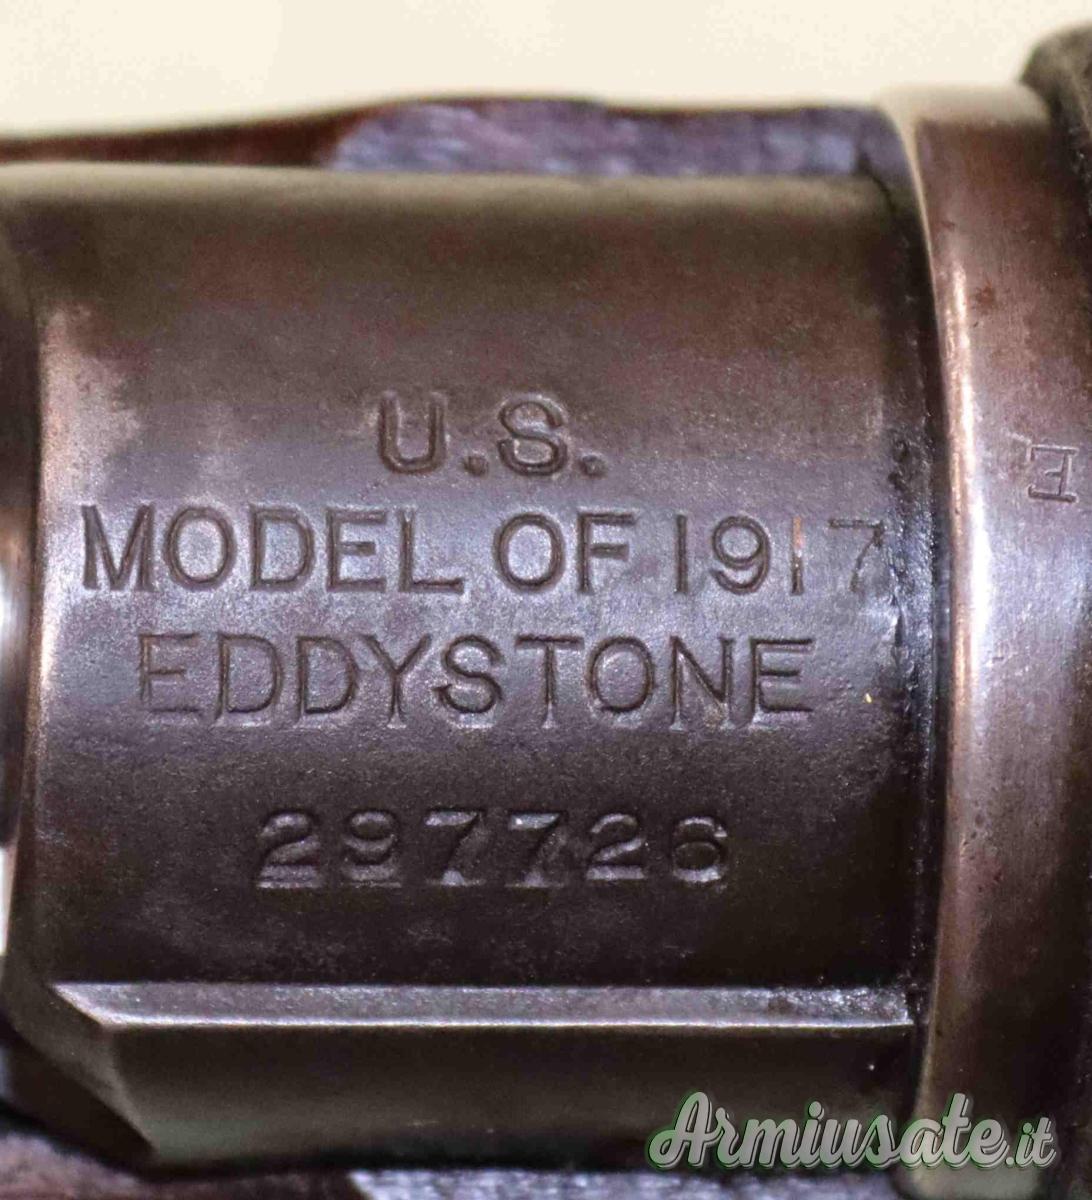 U.S.
MODEL OF 1917
EDDYSTONE
297726
E
Armiusate.it